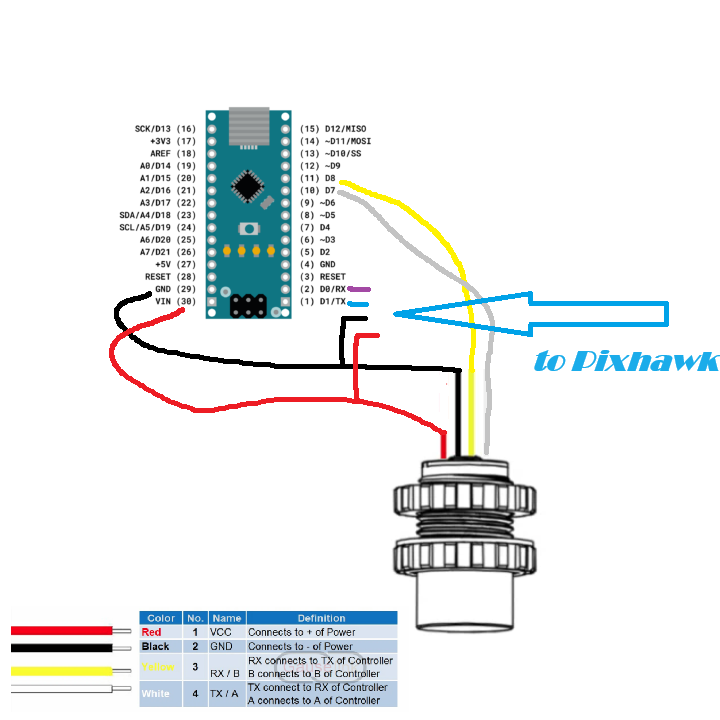 SCK/D13 (16) (15) D12/MISO
+3V3 (17) (14) ~D11/MOSI
AREF (18) (13) ~D10/SS
A0/D14 (19) (12) ~D9
A1/D15 (20) (11) D8
A2/D16 (21) (10) D7
A3/D17 (22) (9) ~D6
SDA/A4/D18 (23) (8) ~D5
SCL/A5/D19 (24) (7) D4
A6/D20 (25) (6) ~D3
A7/D21 (26) (5) D2
+5V (27) (4) GND
RESET (28) (3) RESET
GND (29) (2) D0/RX
VIN (30) (1) D1/TX
to Pixhawk
Color No. Name Definition
Red 1 VCC Connects to + of Power
Black 2 GND Connects to - of Power
Yellow 3 RX / B RX connects to TX of Controller
B connects to B of Controller
White 4 TX / A TX connect to RX of Controller
A connects to A of Controller